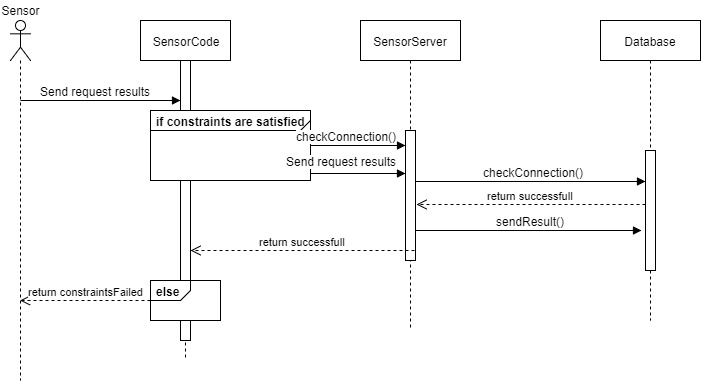 Sensor
SensorCode
SensorServer
Database
Send request results
if constraints are satisfied
checkConnection()
Send request results
checkConnection()
return successfull
sendResult()
return successfull
return constraintsFailed
else